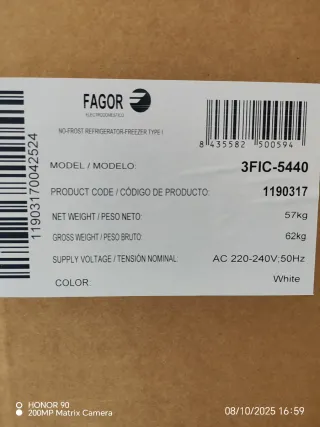 FAGOR
ELECTRODOMÉSTICO
NO-FROST REFRIGERATOR-FREEZER TYPE I
8 435582 500594
MODEL / MODELO: 3FIC-5440
PRODUCT CODE / CÓDIGO DE PRODUCTO: 1190317
NET WEIGHT / PESO NETO: 57kg
GROSS WEIGHT / PESO BRUTO: 62kg
SUPPLY VOLTAGE / TENSIÓN NOMINAL: AC 220-240V;50Hz
COLOR: White
11903170042524
HONOR 90
200MP Matrix Camera
08/10/2025 16:59